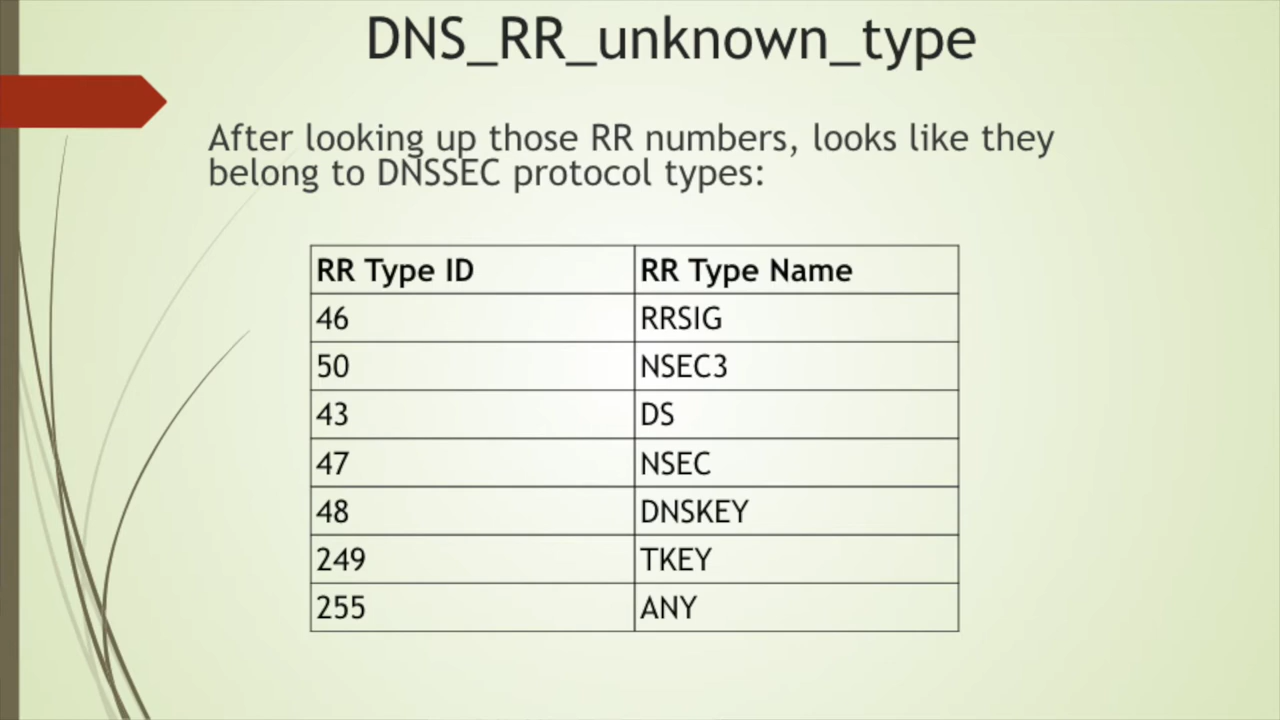 DNS_RR_unknown_type
After looking up those RR numbers, looks like they
belong to DNSSEC protocol types:
RR Type ID RR Type Name
46 RRSIG
50 NSEC3
43 DS
47 NSEC
48 DNSKEY
249 TKEY
255 ANY